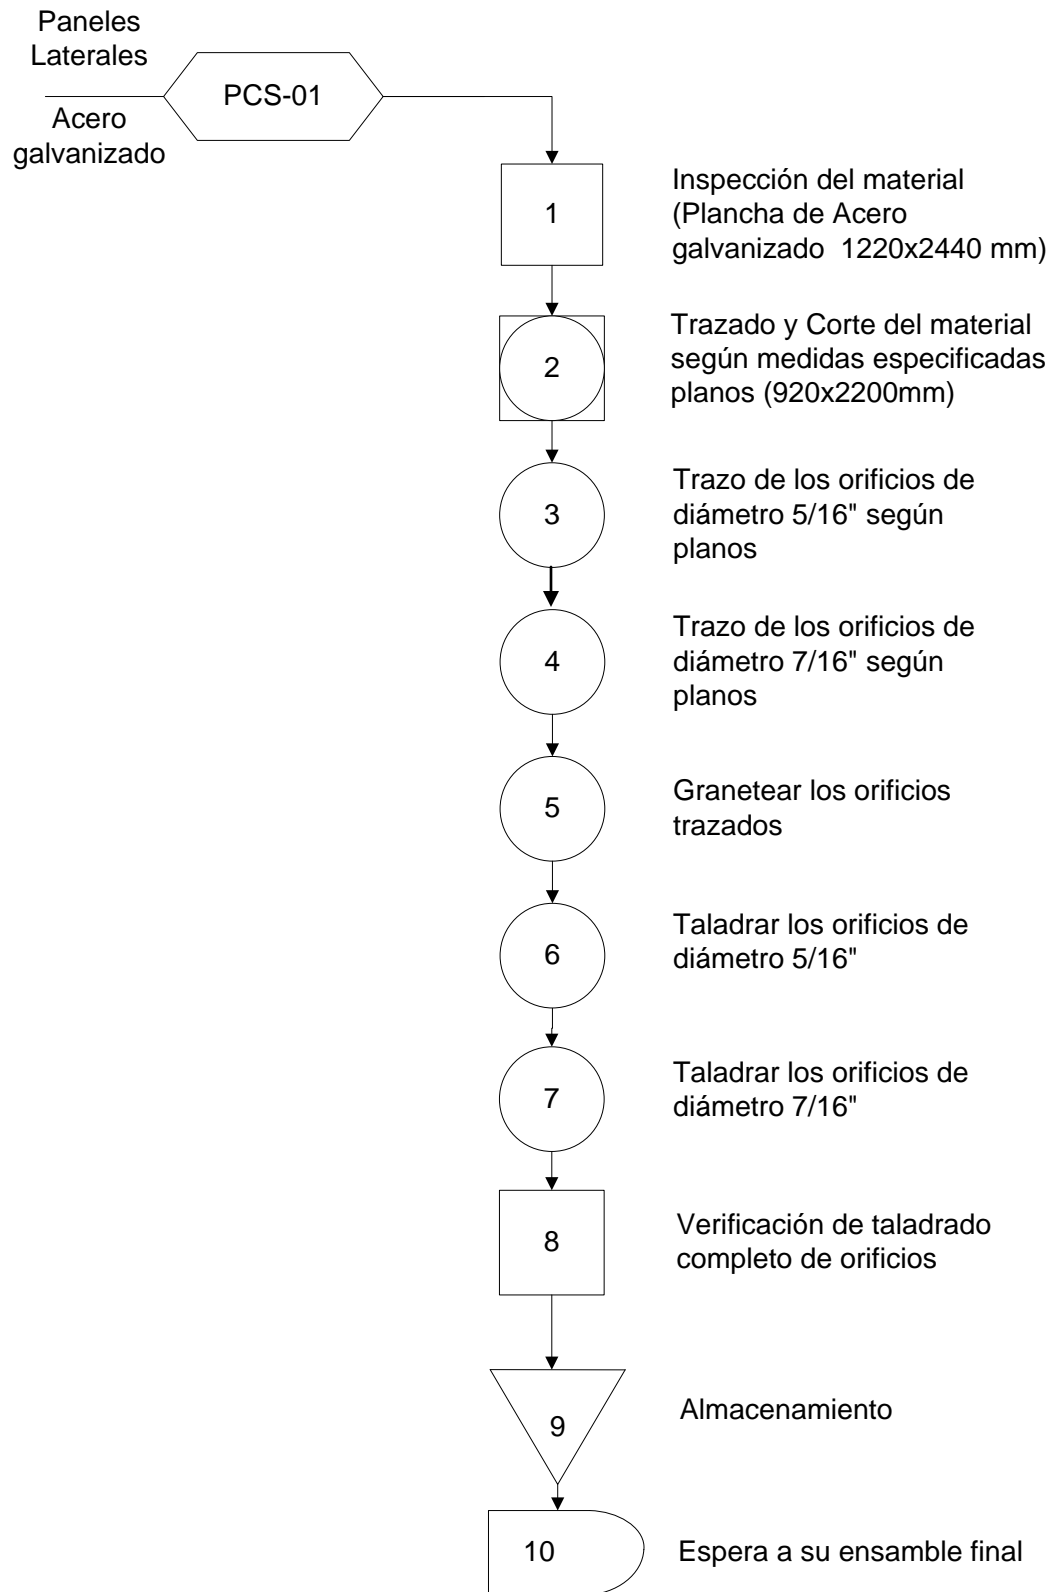 Paneles
Laterales
PCS-01
Acero
galvanizado
1
Inspección del material
(Plancha de Acero
galvanizado 1220x2440 mm)
2
Trazado y Corte del material
según medidas especificadas
planos (920x2200mm)
3
Trazo de los orificios de
diámetro 5/16" según
planos
4
Trazo de los orificios de
diámetro 7/16" según
planos
5
Granetear los orificios
trazados
6
Taladrar los orificios de
diámetro 5/16"
7
Taladrar los orificios de
diámetro 7/16"
8
Verificación de taladrado
completo de orificios
9
Almacenamiento
10
Espera a su ensamble final